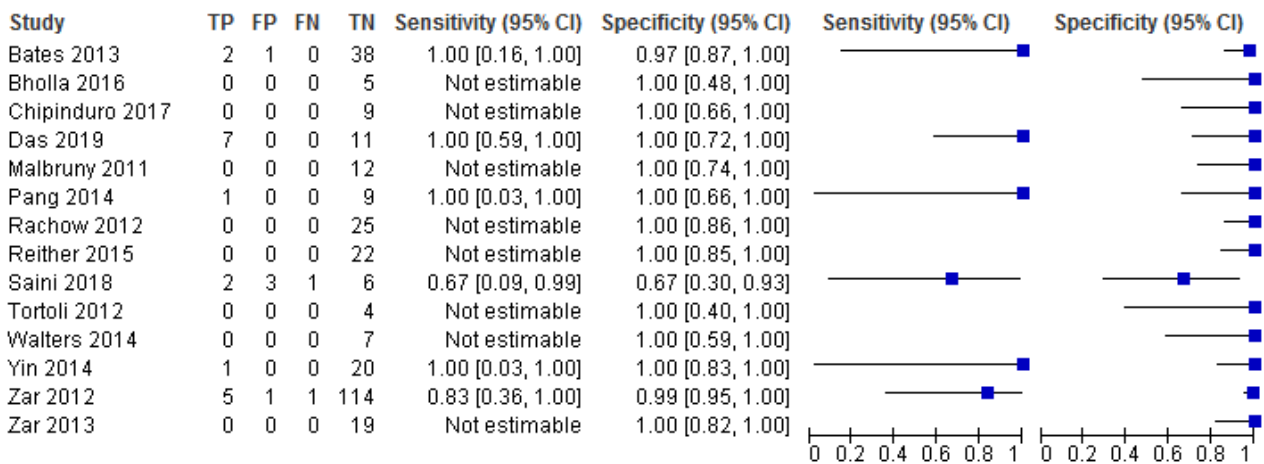 Study TP FP FN TN Sensitivity (95% CI) Specificity (95% CI) Sensitivity (95% CI) Specificity (95% CI)
Bates 2013 2 1 0 38 1.00 [0.16, 1.00] 0.97 [0.87, 1.00]
Bholla 2016 0 0 0 5 Not estimable 1.00 [0.48, 1.00]
Chipinduro 2017 0 0 0 9 Not estimable 1.00 [0.66, 1.00]
Das 2019 7 0 0 11 1.00 [0.59, 1.00] 1.00 [0.72, 1.00]
Malbruny 2011 0 0 0 12 Not estimable 1.00 [0.74, 1.00]
Pang 2014 1 0 0 9 1.00 [0.03, 1.00] 1.00 [0.66, 1.00]
Rachow 2012 0 0 0 25 Not estimable 1.00 [0.86, 1.00]
Reither 2015 0 0 0 22 Not estimable 1.00 [0.85, 1.00]
Saini 2018 2 3 1 6 0.67 [0.09, 0.99] 0.67 [0.30, 0.93]
Tortoli 2012 0 0 0 4 Not estimable 1.00 [0.40, 1.00]
Walters 2014 0 0 0 7 Not estimable 1.00 [0.59, 1.00]
Yin 2014 1 0 0 20 1.00 [0.03, 1.00] 1.00 [0.83, 1.00]
Zar 2012 5 1 1 114 0.83 [0.36, 1.00] 0.99 [0.95, 1.00]
Zar 2013 0 0 0 19 Not estimable 1.00 [0.82, 1.00]
0 0.2 0.4 0.6 0.8 1 0 0.2 0.4 0.6 0.8 1